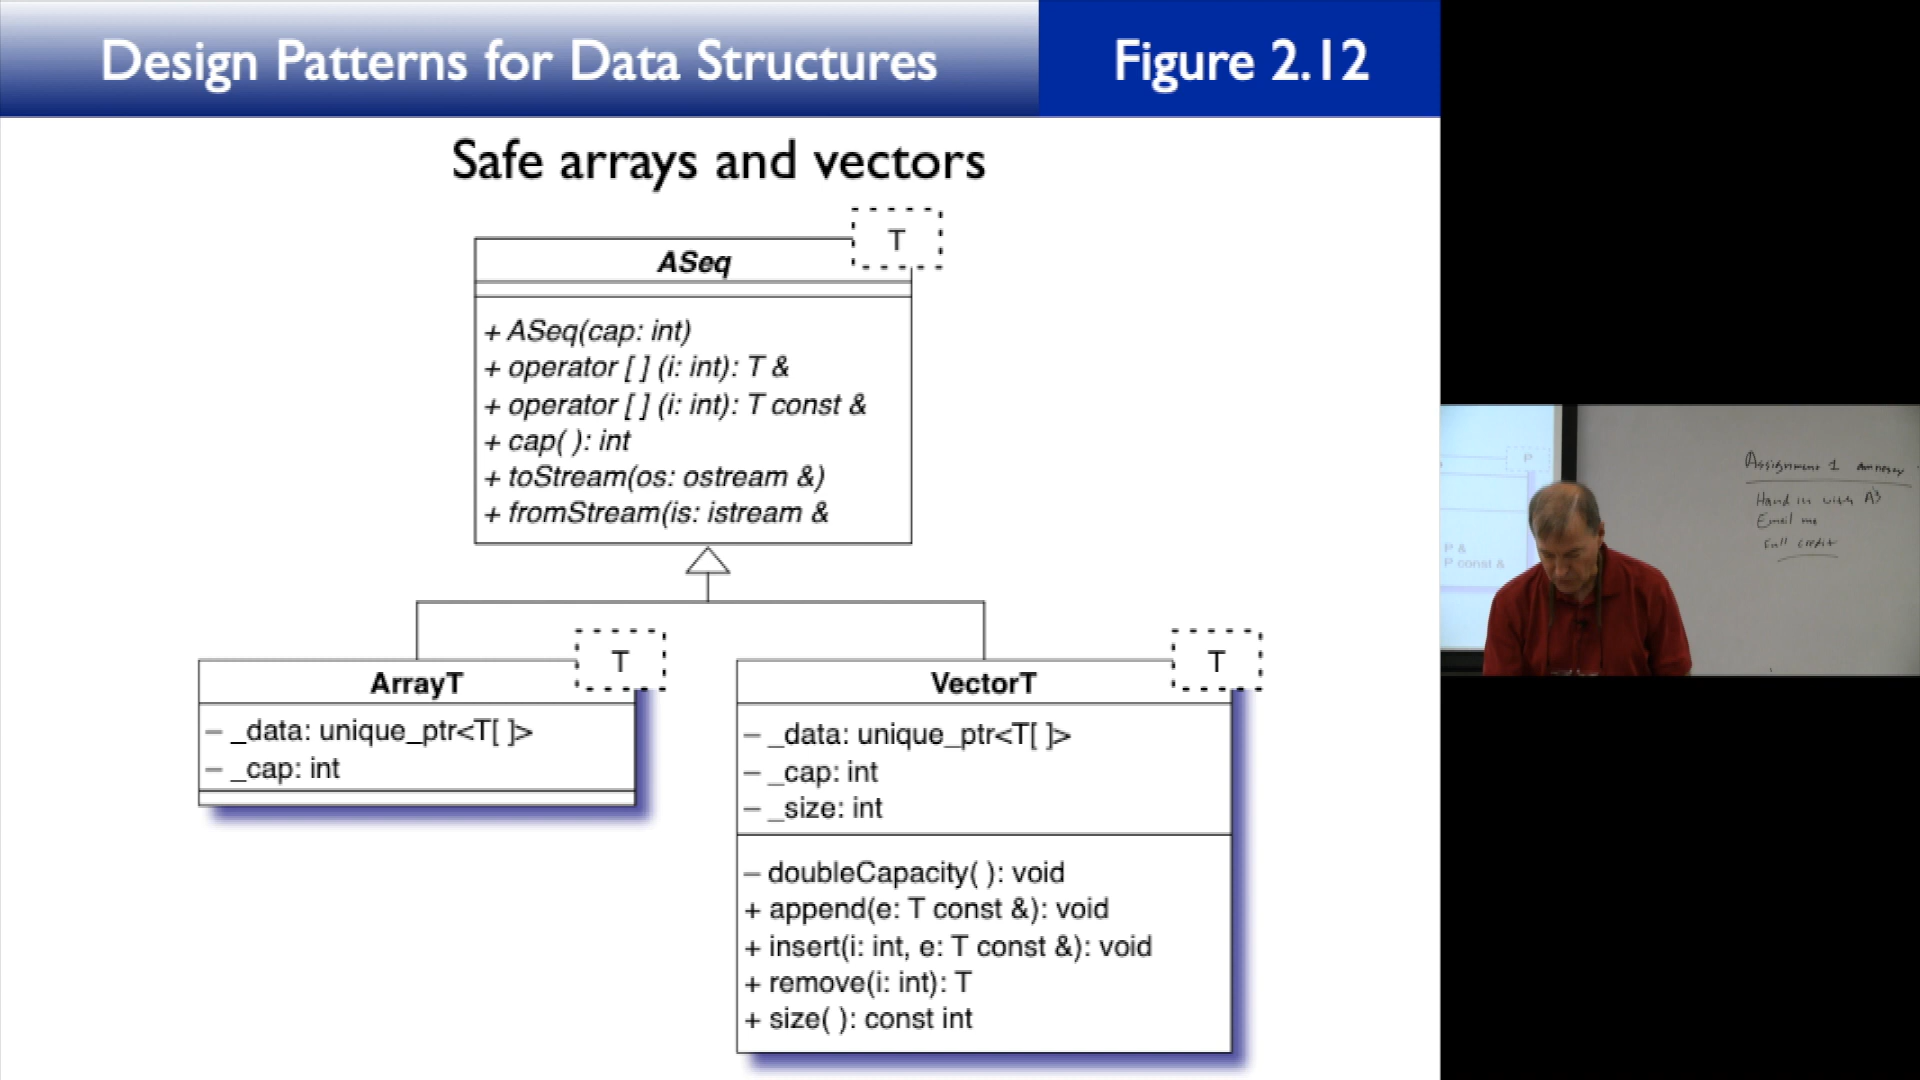 Design Patterns for Data Structures
Figure 2.12
Safe arrays and vectors
T
ASeq
+ ASeq(cap: int)
+ operator [ ] (i: int): T &
+ operator [ ] (i: int): T const &
+ cap( ): int
+ toStream(os: ostream &)
+ fromStream(is: istream &
T
ArrayT
– _data: unique_ptr<T[ ]>
– _cap: int
T
VectorT
– _data: unique_ptr<T[ ]>
– _cap: int
– _size: int
– doubleCapacity( ): void
+ append(e: T const &): void
+ insert(i: int, e: T const &): void
+ remove(i: int): T
+ size( ): const int
P
P &
P const &
Assignment 1 amnesty
Hand in with A3
Email me
Full credit